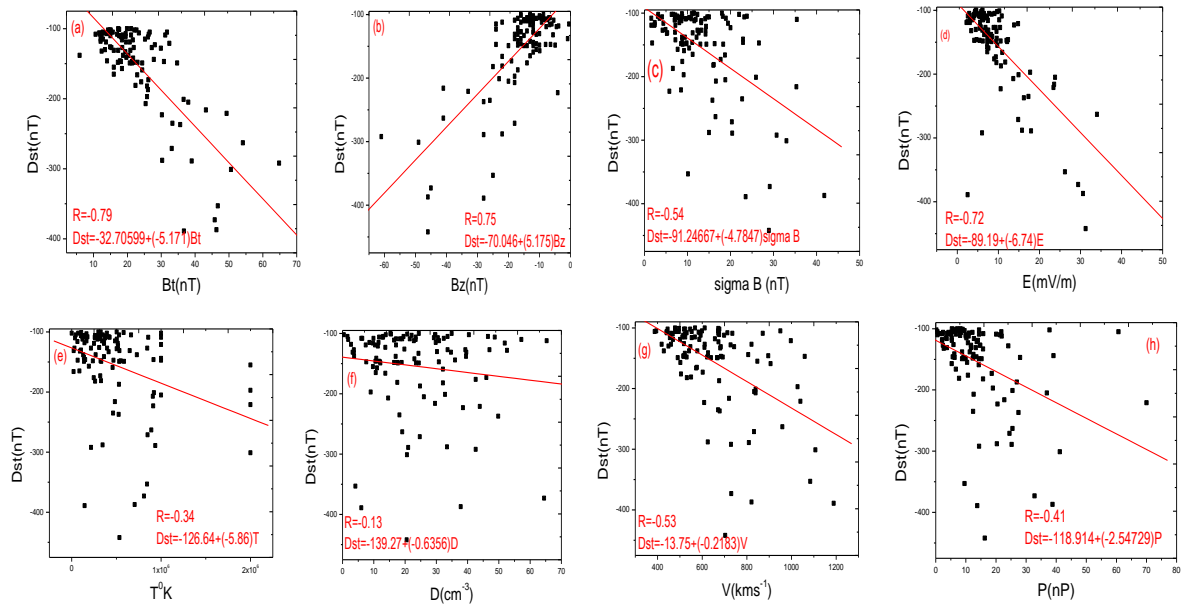 (a)
Dst(nT)
-100
-200
-300
-400
R=-0.79
Dst=-32.70599+(-5.171)Bt
10 20 30 40 50 60 70
Bt(nT)
(b)
Dst(nT)
-100
-200
-300
-400
R=0.75
Dst=-70.046+(5.175)Bz
-60 -50 -40 -30 -20 -10 0
Bz(nT)
(c)
Dst(nT)
-100
-200
-300
-400
R=-0.54
Dst=-91.24667+(-4.7847)sigma B
0 10 20 30 40 50
sigma B (nT)
(d)
Dst(nT)
-100
-200
-300
-400
R=-0.72
Dst=-89.19+(-6.74)E
0 10 20 30 40 50
E(mV/m)
(e)
Dst(nT)
-100
-200
-300
-400
R=-0.34
Dst=-126.64+(-5.86)T
0 1x10⁶ 2x10⁶
T⁰K
(f)
Dst(nT)
-100
-200
-300
-400
R=-0.13
Dst=-139.27+(-0.6356)D
0 10 20 30 40 50 60 70
D(cm⁻³)
(g)
Dst(nT)
-100
-200
-300
-400
R=-0.53
Dst=-13.75+(-0.2183)V
400 600 800 1000 1200
V(kms⁻¹)
(h)
Dst(nT)
-100
-200
-300
-400
R=-0.41
Dst=-118.914+(-2.54729)P
0 10 20 30 40 50 60 70 80
P(nP)